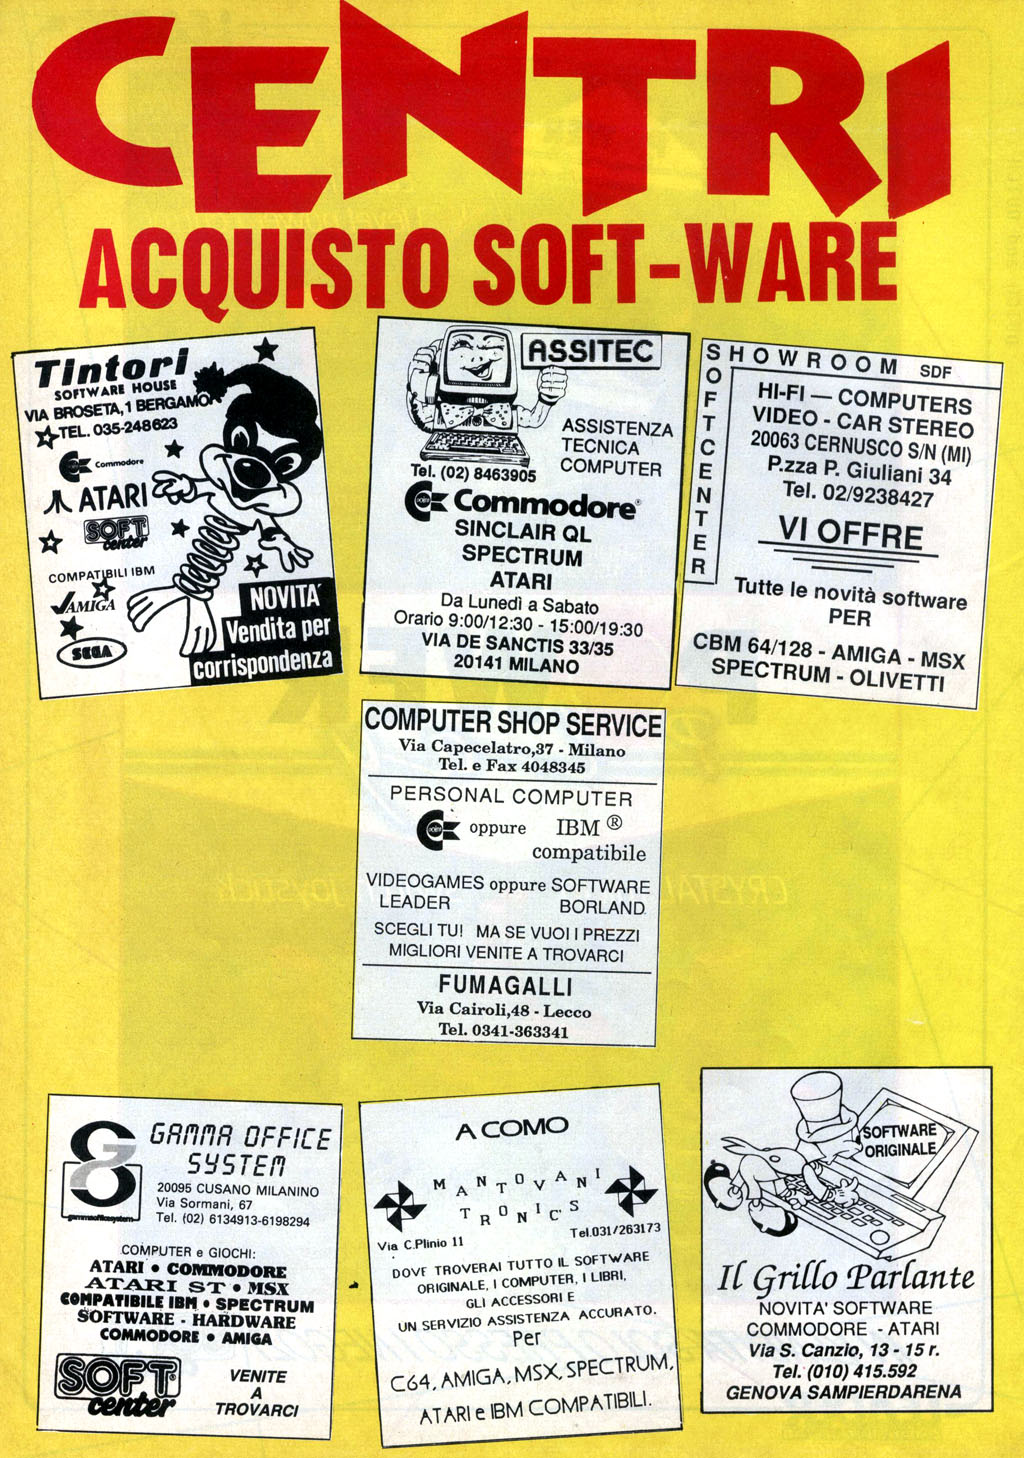 CENTRI
ACQUISTO SOFT-WARE
Tintori
SOFTWARE HOUSE
VIA BROSETA, 1 BERGAMO
TEL. 035-248623
Commodore
ATARI
SOFT
center
COMPATIBILI IBM
AMIGA
SEGA
NOVITÀ
Vendita per
corrispondenza
ASSITEC
ASSISTENZA
TECNICA
COMPUTER
Tel. (02) 8463905
Commodore®
SINCLAIR QL
SPECTRUM
ATARI
Da Lunedì a Sabato
Orario 9:00/12:30 - 15:00/19:30
VIA DE SANCTIS 33/35
20141 MILANO
SHOWROOM SDF
SOFTCENTER
HI-FI — COMPUTERS
VIDEO - CAR STEREO
20063 CERNUSCO S/N (MI)
P.zza P. Giuliani 34
Tel. 02/9238427
VI OFFRE
Tutte le novità software
PER
CBM 64/128 - AMIGA - MSX
SPECTRUM - OLIVETTI
COMPUTER SHOP SERVICE
Via Capecelatro,37 - Milano
Tel. e Fax 4048345
PERSONAL COMPUTER
oppure IBM ®
compatibile
VIDEOGAMES oppure SOFTWARE
LEADER BORLAND
SCEGLI TU! MA SE VUOI I PREZZI
MIGLIORI VENITE A TROVARCI
FUMAGALLI
Via Cairoli,48 - Lecco
Tel. 0341-363341
gammaofficesystem
GAMMA OFFICE
SYSTEM
20095 CUSANO MILANINO
Via Sormani, 67
Tel. (02) 6134913-6198294
COMPUTER e GIOCHI:
ATARI • COMMODORE
ATARI ST • MSX
COMPATIBILE IBM • SPECTRUM
SOFTWARE - HARDWARE
COMMODORE • AMIGA
SOFT
center
VENITE
A
TROVARCI
A COMO
MANTOVANI
TRONIC'S
Via C.Plinio 11
Tel.031/263173
DOVE TROVERAI TUTTO IL SOFTWARE
ORIGINALE, I COMPUTER, I LIBRI,
GLI ACCESSORI E
UN SERVIZIO ASSISTENZA ACCURATO.
Per
C64, AMIGA, MSX, SPECTRUM,
ATARI e IBM COMPATIBILI.
SOFTWARE
ORIGINALE
Il Grillo Parlante
NOVITA' SOFTWARE
COMMODORE - ATARI
Via S. Canzio, 13 - 15 r.
Tel. (010) 415.592
GENOVA SAMPIERDARENA